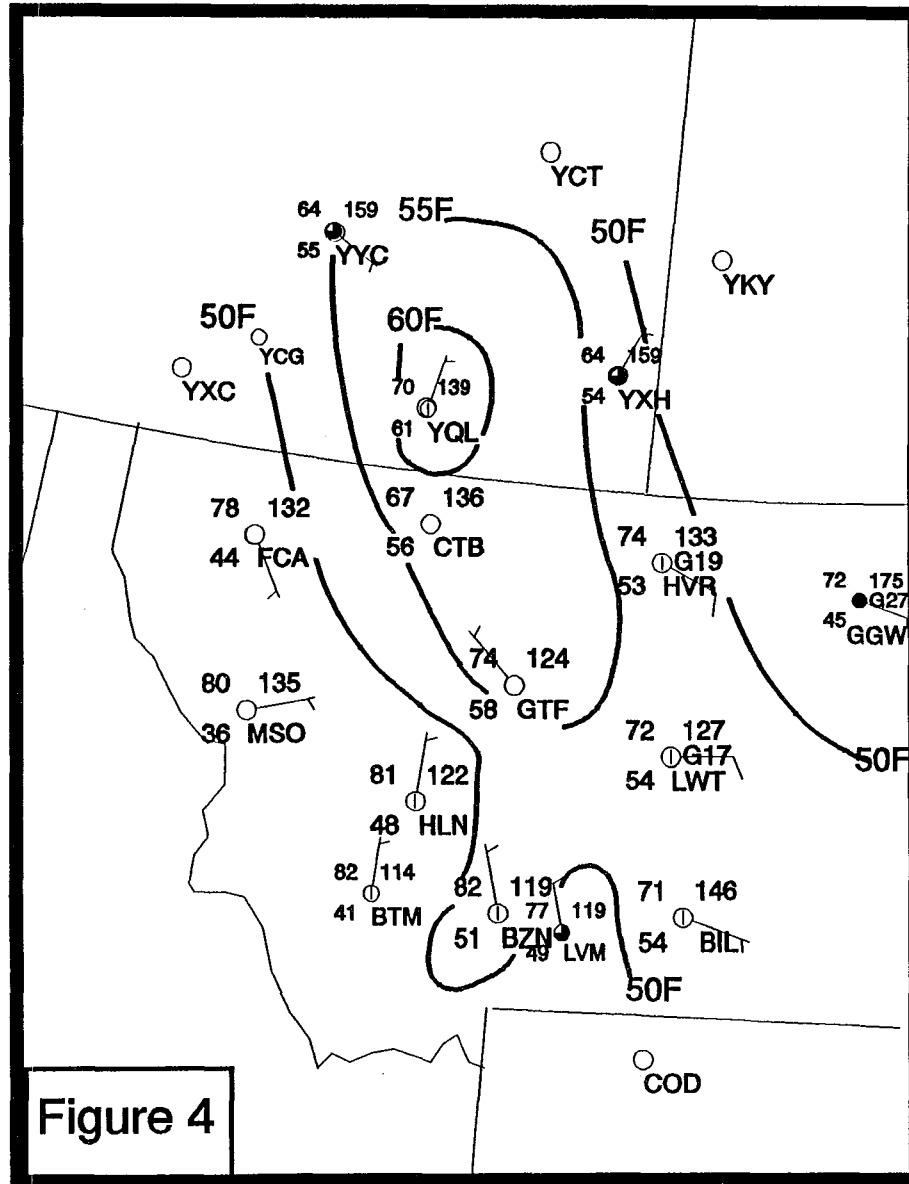 YCT
64 159
55F
55 YYC
50F
YKY
50F
YCG
60F
64 159
YXC
70 139
54 YXH
61 YQL
67 136
78 132
56 CTB
74 133
G19
44 FCA
53 HVR
72 175
G27
45 GGW
74 124
80 135
58 GTF
36 MSO
72 127
G17
54 LWT
50F
81 122
48 HLN
82 114
41 BTM
82 119
77 119
71 146
51 BZN
49 LVM
54 BIL
50F
COD
Figure 4